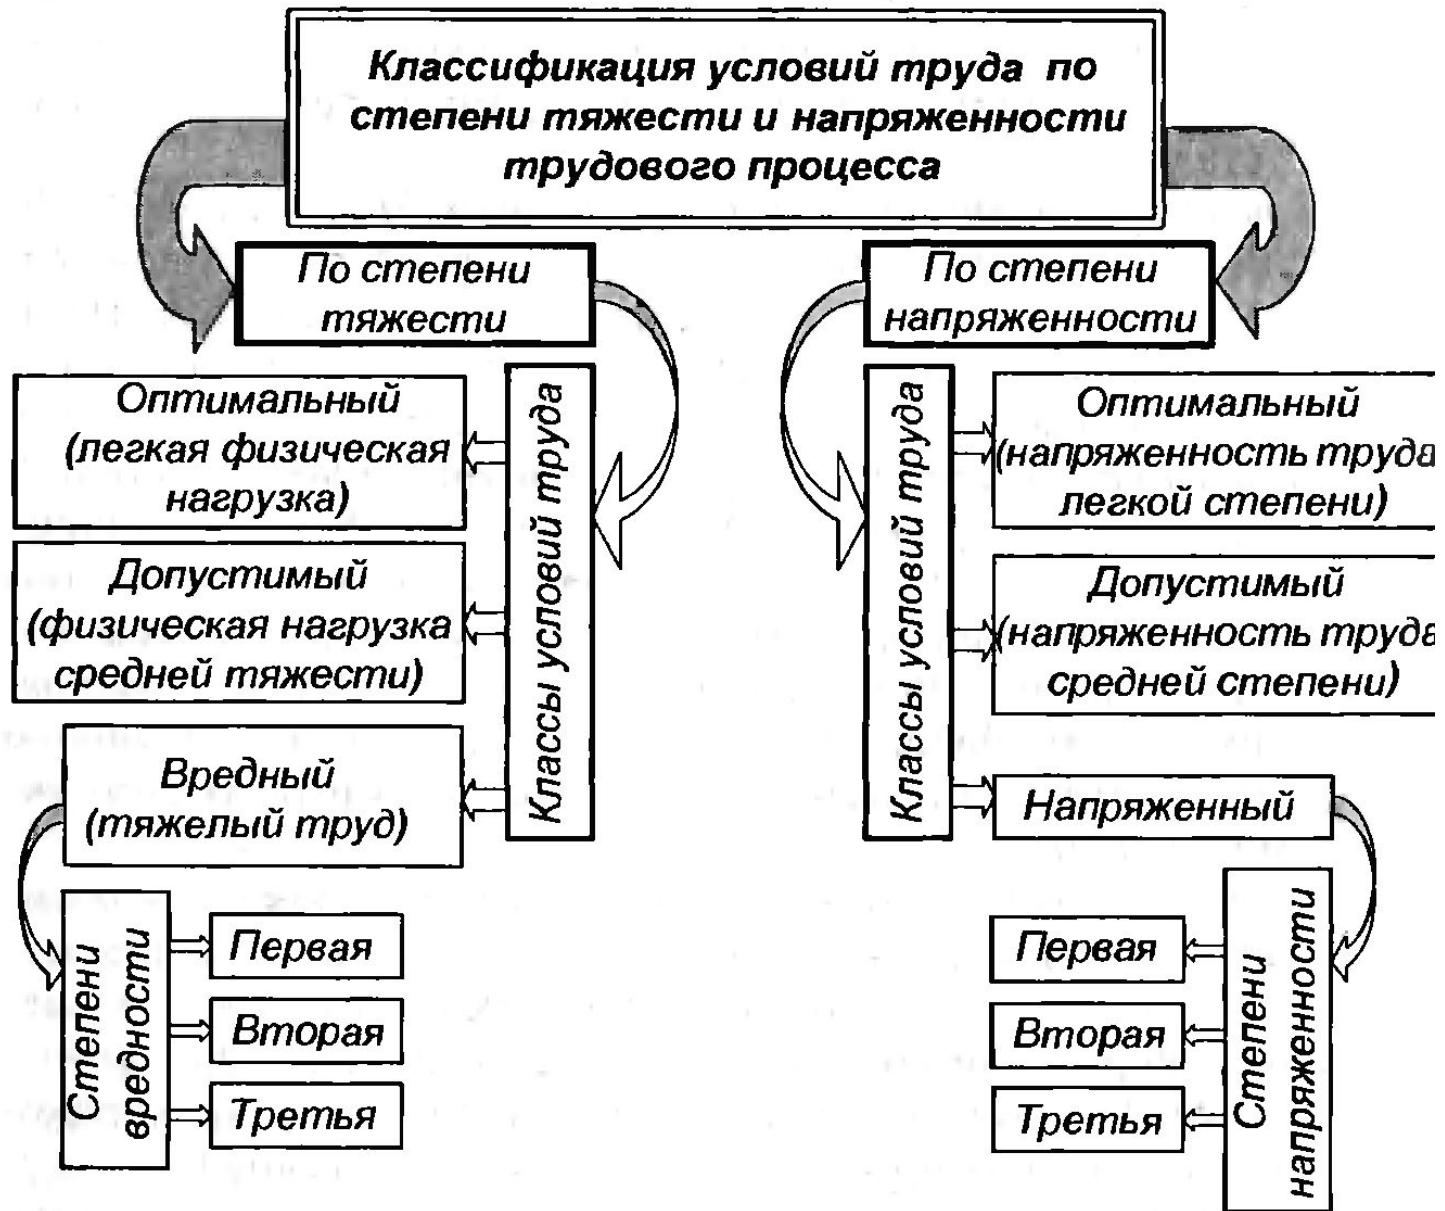 Классификация условий труда по
степени тяжести и напряженности
трудового процесса
По степени
тяжести
По степени
напряженности
Классы условий труда
Оптимальный
(легкая физическая
нагрузка)
Допустимый
(физическая нагрузка
средней тяжести)
Вредный
(тяжелый труд)
Степени
вредности
Первая
Вторая
Третья
Классы условий труда
Оптимальный
(напряженность труда
легкой степени)
Допустимый
(напряженность труда
средней степени)
Напряженный
Степени
напряженности
Первая
Вторая
Третья